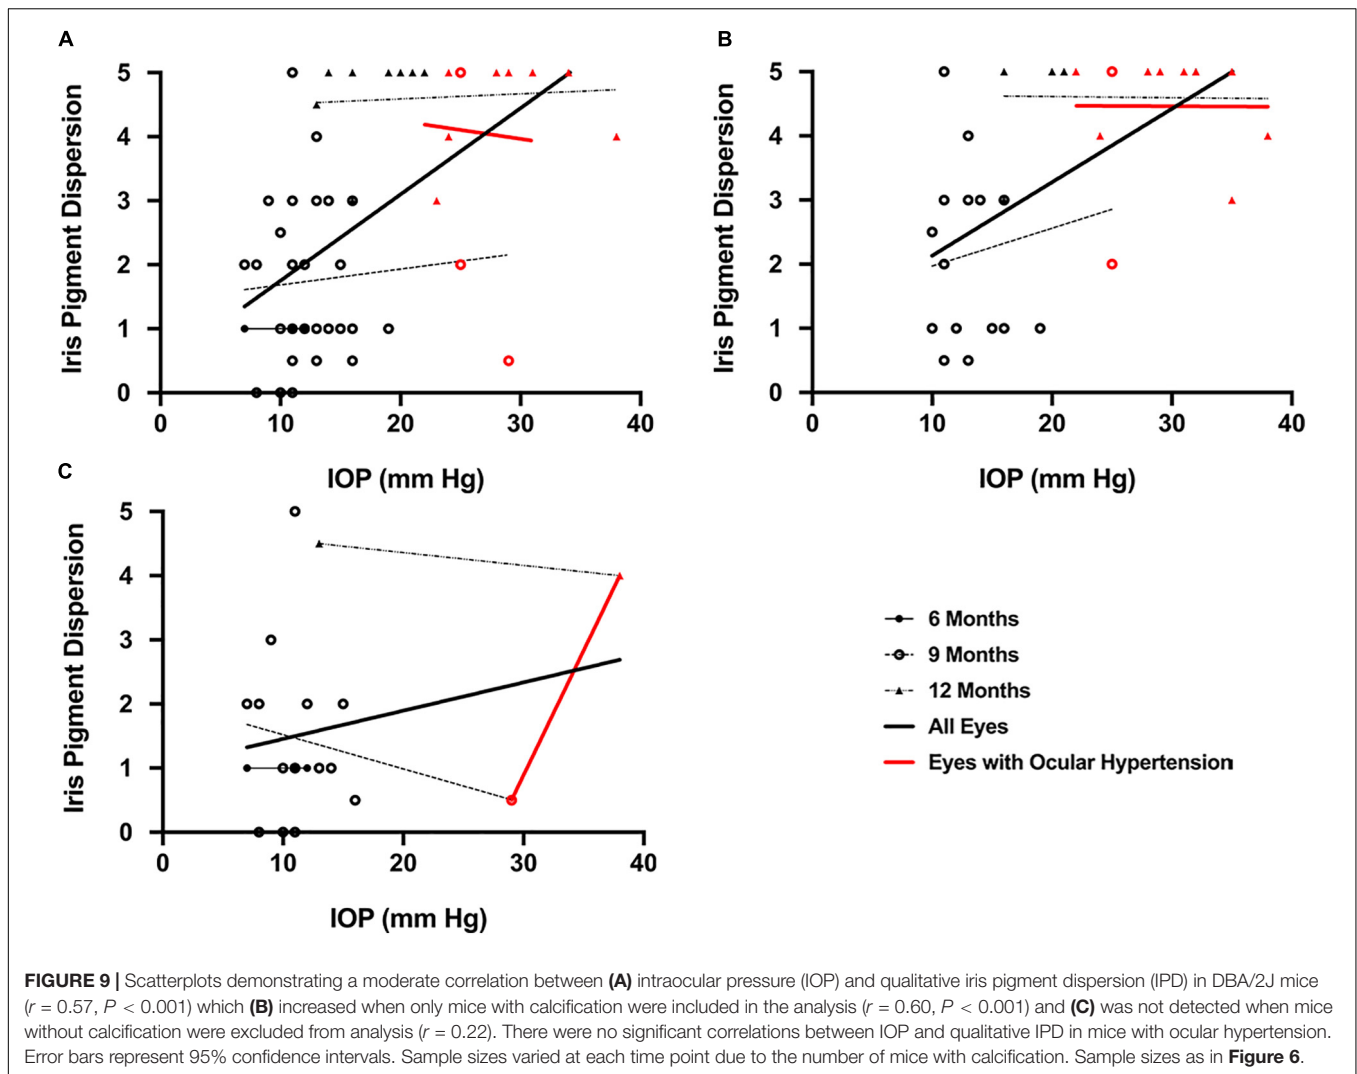 A
5
4
3
2
1
0
Iris Pigment Dispersion
0 10 20 30 40
IOP (mm Hg)
B
5
4
3
2
1
0
Iris Pigment Dispersion
0 10 20 30 40
IOP (mm Hg)
C
5
4
3
2
1
0
Iris Pigment Dispersion
0 10 20 30 40
IOP (mm Hg)
6 Months
9 Months
12 Months
All Eyes
Eyes with Ocular Hypertension
FIGURE 9 | Scatterplots demonstrating a moderate correlation between (A) intraocular pressure (IOP) and qualitative iris pigment dispersion (IPD) in DBA/2J mice
(r = 0.57, P < 0.001) which (B) increased when only mice with calcification were included in the analysis (r = 0.60, P < 0.001) and (C) was not detected when mice
without calcification were excluded from analysis (r = 0.22). There were no significant correlations between IOP and qualitative IPD in mice with ocular hypertension.
Error bars represent 95% confidence intervals. Sample sizes varied at each time point due to the number of mice with calcification. Sample sizes as in Figure 6.